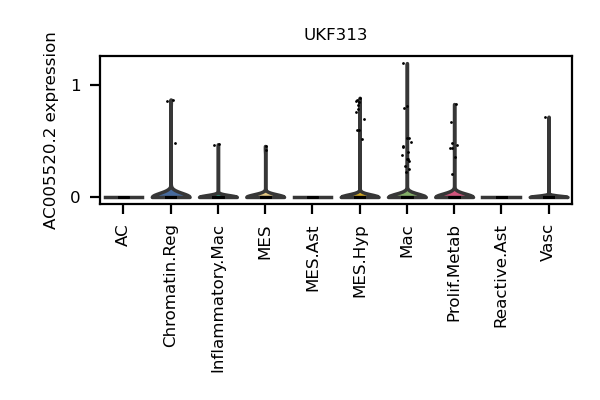 UKF313
AC005520.2 expression
1
0
AC
Chromatin.Reg
Inflammatory.Mac
MES
MES.Ast
MES.Hyp
Mac
Prolif.Metab
Reactive.Ast
Vasc